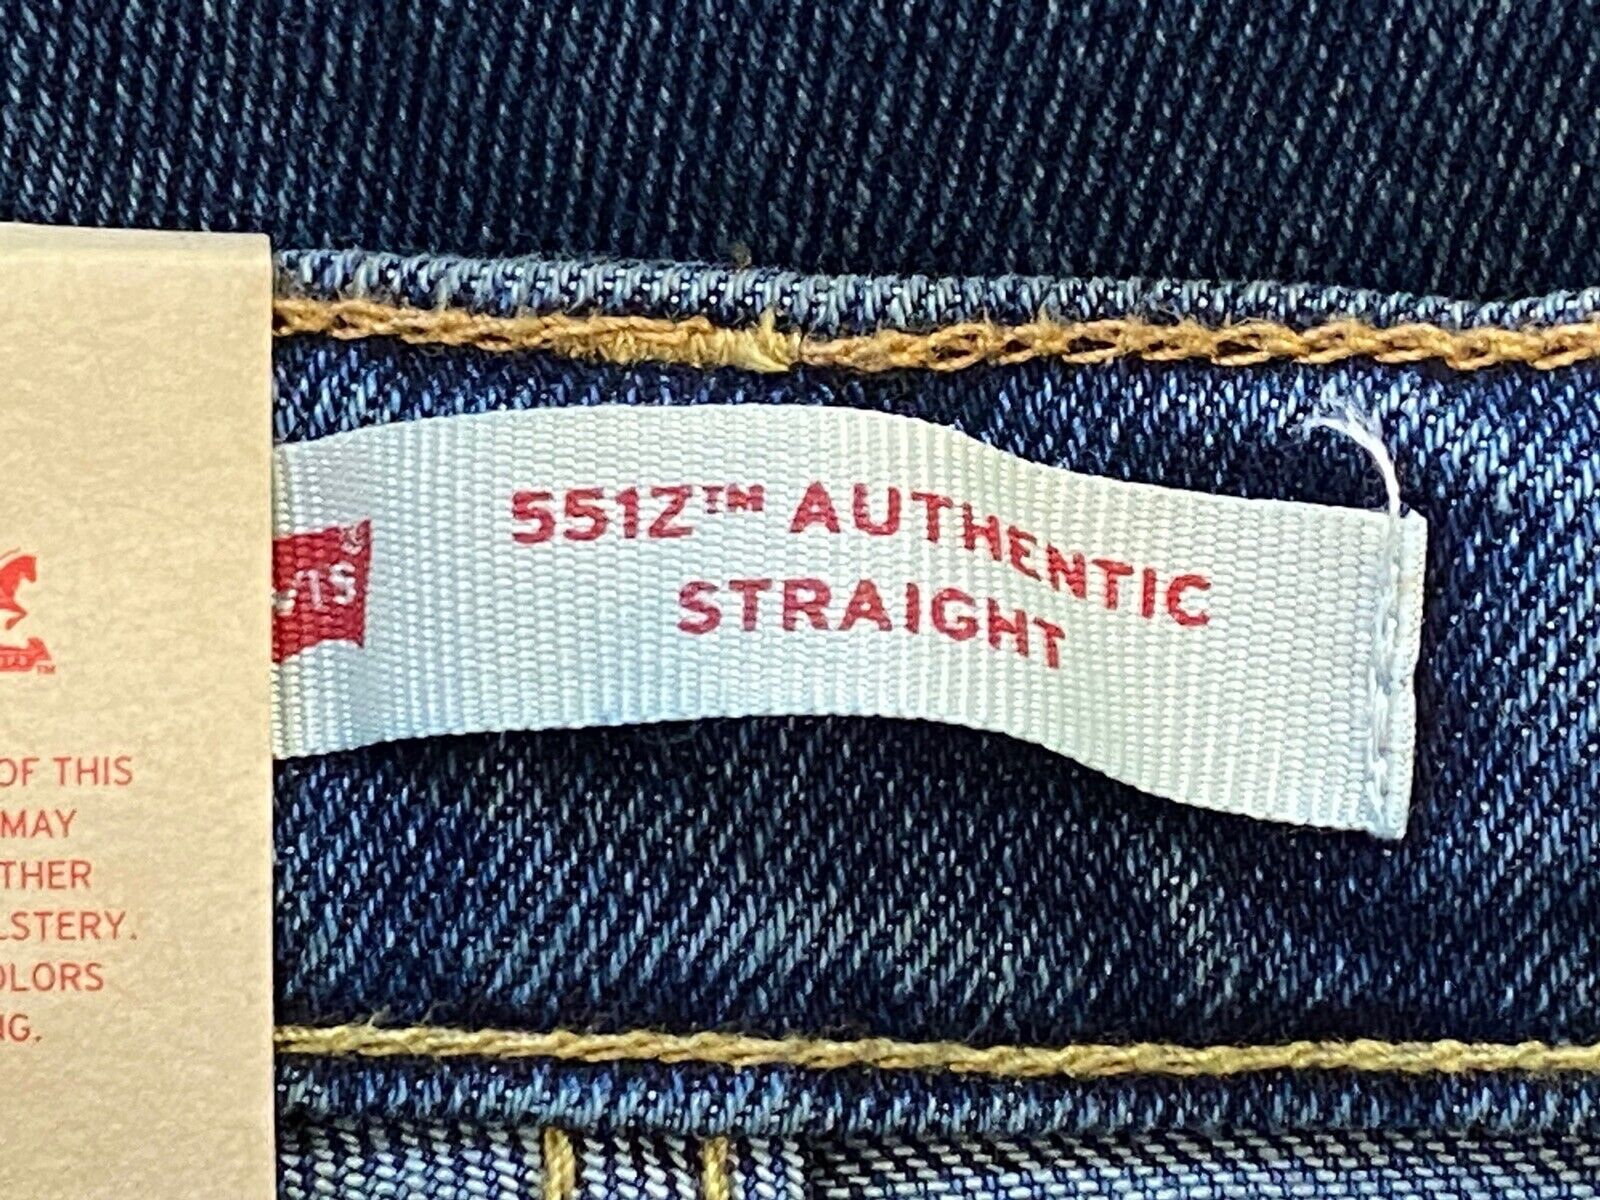 551Z™ AUTHENTIC
STRAIGHT
OF THIS
MAY
THER
LSTERY.
OLORS
NG.